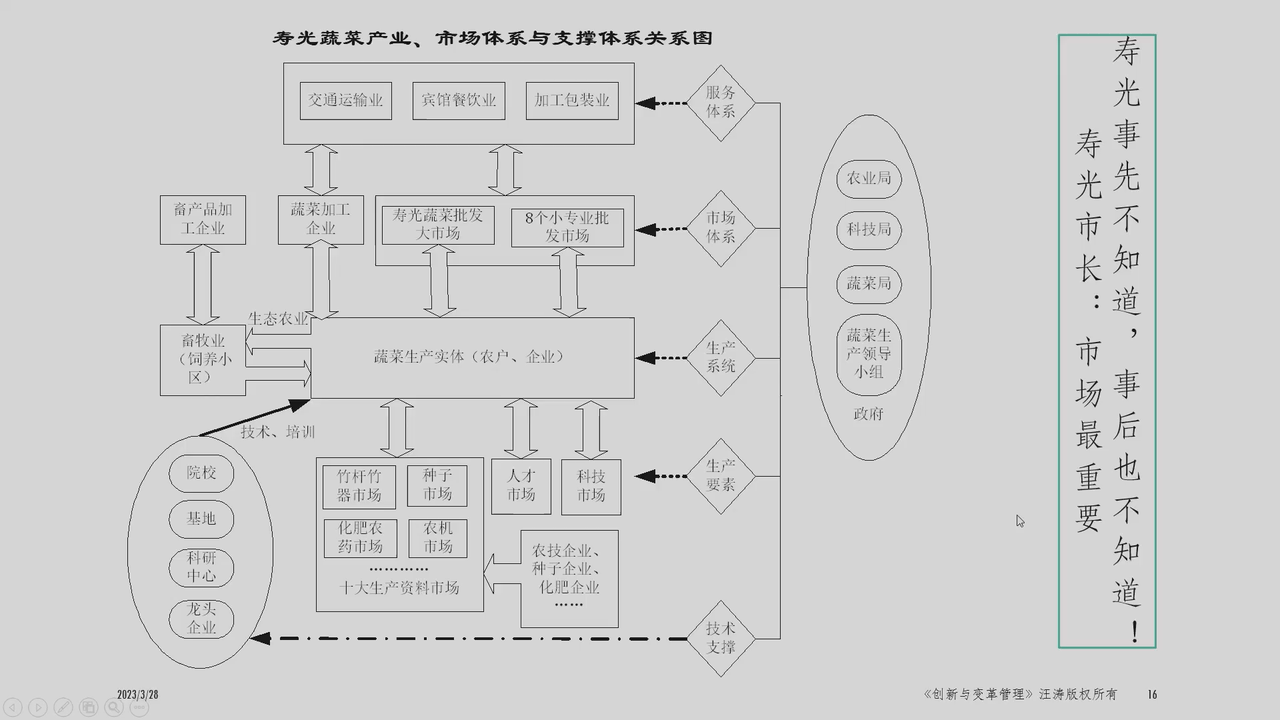 寿光蔬菜产业、市场体系与支撑体系关系图
交通运输业
宾馆餐饮业
加工包装业
服务
体系
畜产品加
工企业
蔬菜加工
企业
寿光蔬菜批发
大市场
8个小专业批
发市场
市场
体系
生态农业
畜牧业
（饲养小
区）
蔬菜生产实体（农户、企业）
生产
系统
技术、培训
院校
基地
科研
中心
龙头
企业
竹杆竹
器市场
种子
市场
化肥农
药市场
农机
市场
…………
十大生产资料市场
人才
市场
科技
市场
生产
要素
农技企业、
种子企业、
化肥企业
……
技术
支撑
农业局
科技局
蔬菜局
蔬菜生
产领导
小组
政府
寿光事先不知道，事后也不知道！
寿光市长：市场最重要
2023/3/28
《创新与变革管理》汪涛版权所有
16